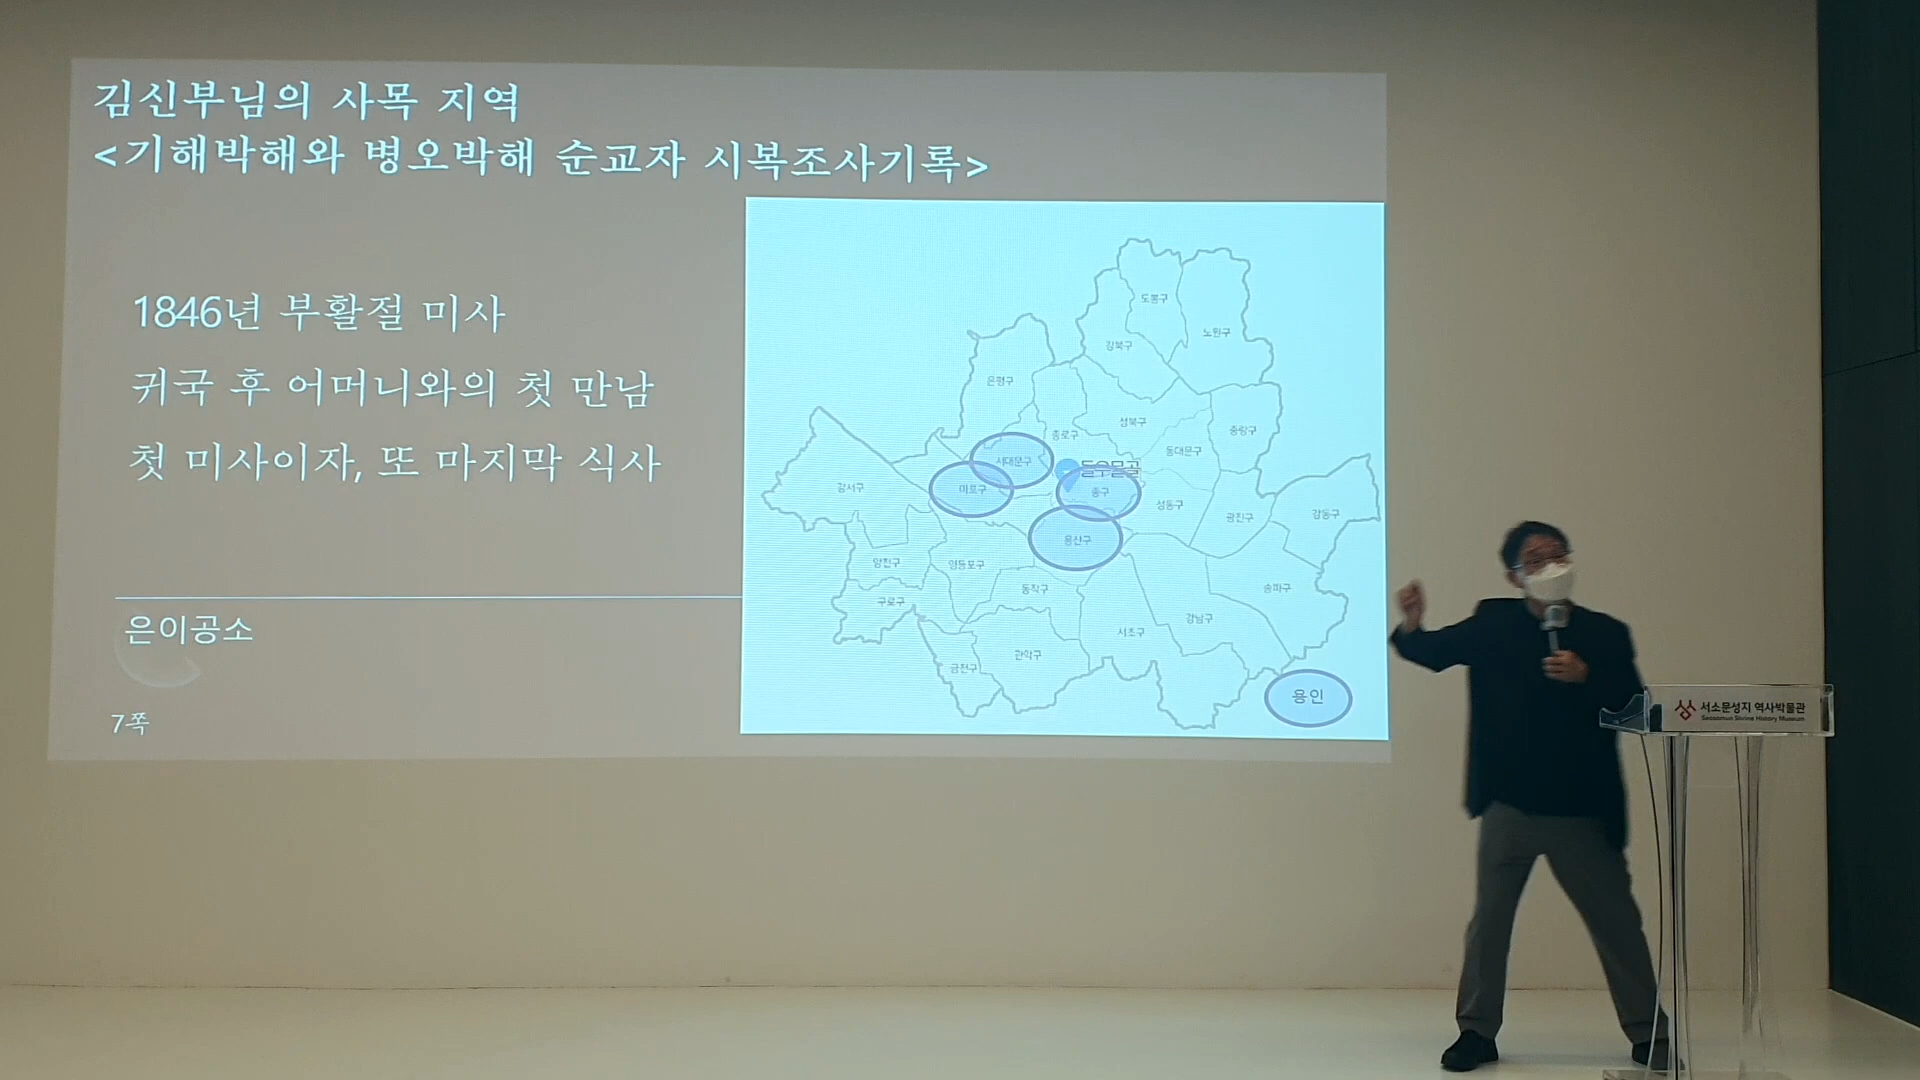 김신부님의 사목 지역
<기해박해와 병오박해 순교자 시복조사기록>
1846년 부활절 미사
귀국 후 어머니와의 첫 만남
첫 미사이자, 또 마지막 식사
은이공소
7쪽
도봉구
노원구
강북구
은평구
성북구
중랑구
종로구
동대문구
서대문구
돌우물골
마포구
중구
강서구
성동구
광진구
강동구
용산구
양천구
영등포구
동작구
송파구
구로구
강남구
서초구
관악구
금천구
용인
서소문성지 역사박물관
Seosomun Shrine History Museum